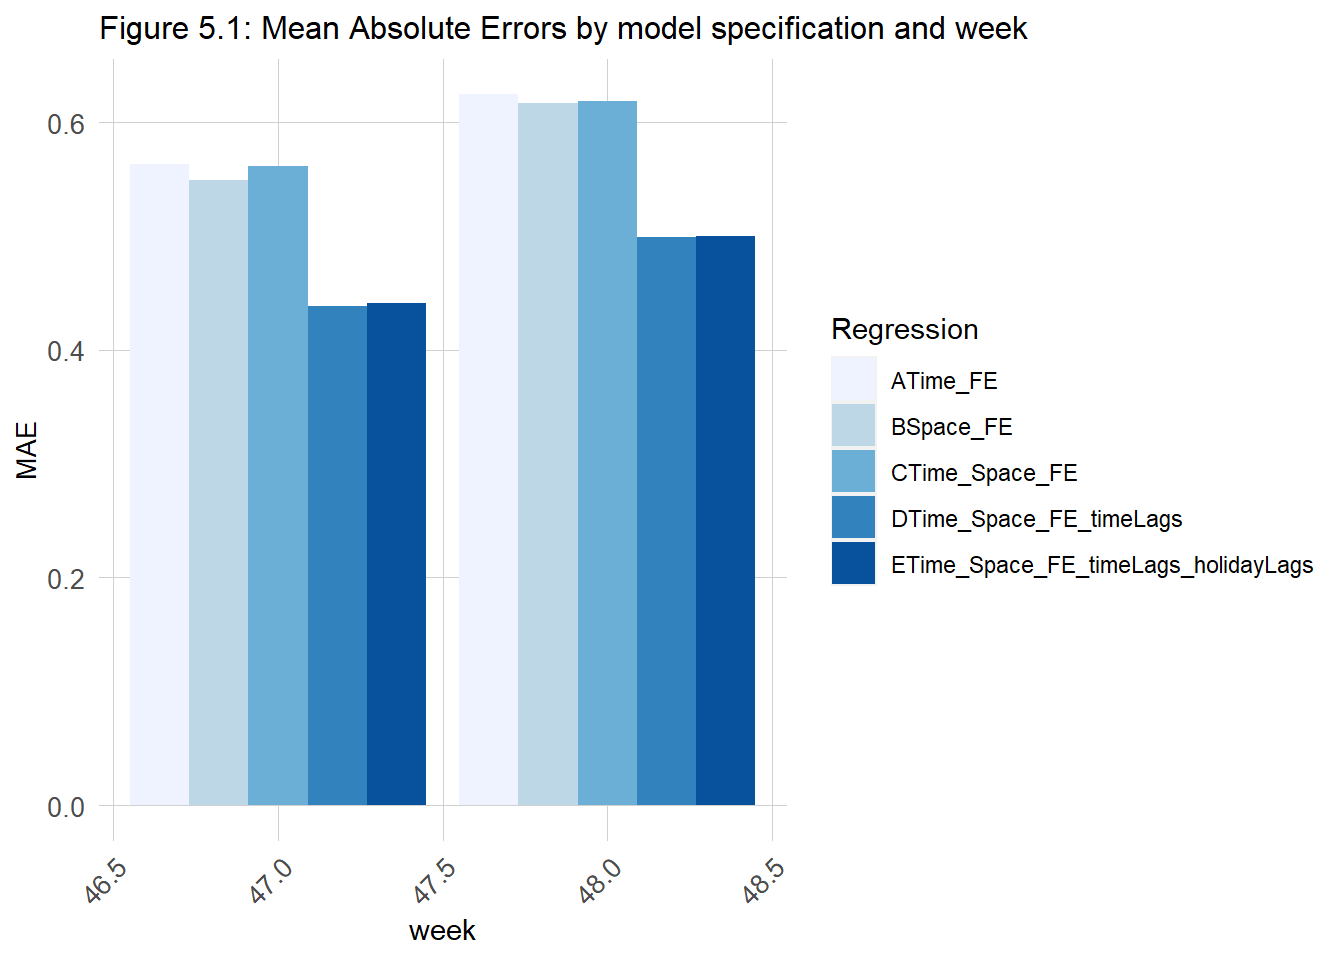 Figure 5.1: Mean Absolute Errors by model specification and week
0.6
0.4
0.2
0.0
MAE
46.5
47.0
47.5
48.0
48.5
week
Regression
ATime_FE
BSpace_FE
CTime_Space_FE
DTime_Space_FE_timeLags
ETime_Space_FE_timeLags_holidayLags